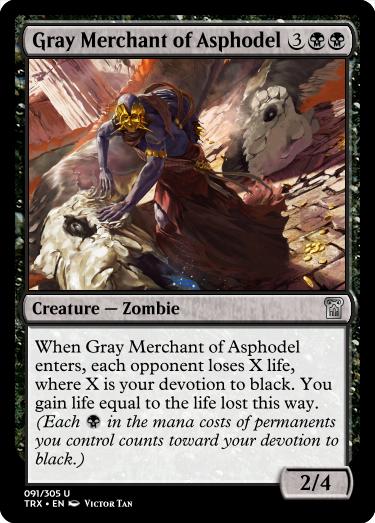 Gray Merchant of Asphodel 3
Creature — Zombie
When Gray Merchant of Asphodel
enters, each opponent loses X life,
where X is your devotion to black. You
gain life equal to the life lost this way.
(Each in the mana costs of permanents
you control counts toward your devotion to
black.)
2/4
091/305 U
TRX • EN Victor Tan